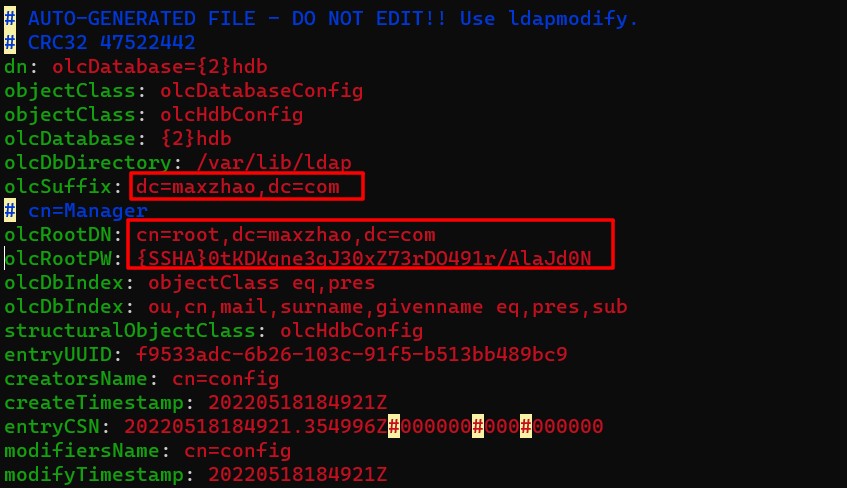 # AUTO-GENERATED FILE - DO NOT EDIT!! Use ldapmodify.
# CRC32 47522442
dn: olcDatabase={2}hdb
objectClass: olcDatabaseConfig
objectClass: olcHdbConfig
olcDatabase: {2}hdb
olcDbDirectory: /var/lib/ldap
olcSuffix: dc=maxzhao,dc=com
# cn=Manager
olcRootDN: cn=root,dc=maxzhao,dc=com
olcRootPW: {SSHA}0tKDKqne3gJ30xZ73rDO491r/AlaJd0N
olcDbIndex: objectClass eq,pres
olcDbIndex: ou,cn,mail,surname,givenname eq,pres,sub
structuralObjectClass: olcHdbConfig
entryUUID: f9533adc-6b26-103c-91f5-b513bb489bc9
creatorsName: cn=config
createTimestamp: 20220518184921Z
entryCSN: 20220518184921.354996Z#000000#000#000000
modifiersName: cn=config
modifyTimestamp: 20220518184921Z